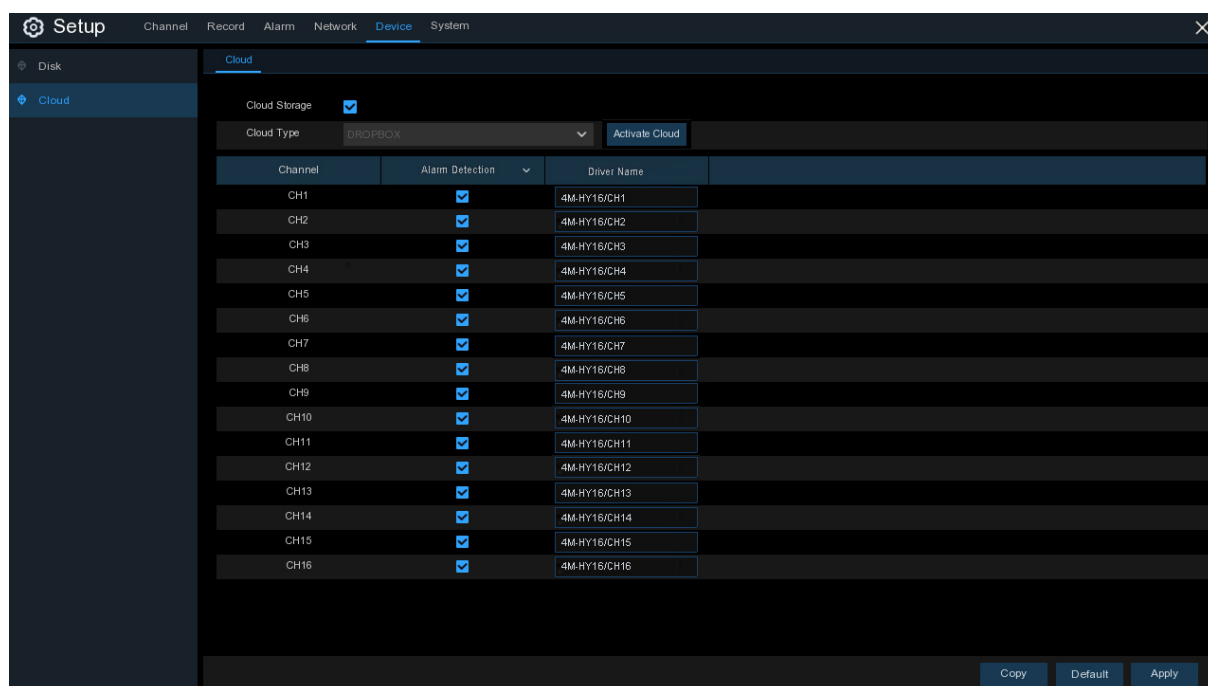 Setup Channel Record Alarm Network Device System
Disk
Cloud
Cloud
Cloud Storage
Cloud Type DROPBOX Activate Cloud
Channel Alarm Detection Driver Name
CH1 4M-HY16/CH1
CH2 4M-HY16/CH2
CH3 4M-HY16/CH3
CH4 4M-HY16/CH4
CH5 4M-HY16/CH5
CH6 4M-HY16/CH6
CH7 4M-HY16/CH7
CH8 4M-HY16/CH8
CH9 4M-HY16/CH9
CH10 4M-HY16/CH10
CH11 4M-HY16/CH11
CH12 4M-HY16/CH12
CH13 4M-HY16/CH13
CH14 4M-HY16/CH14
CH15 4M-HY16/CH15
CH16 4M-HY16/CH16
Copy Default Apply